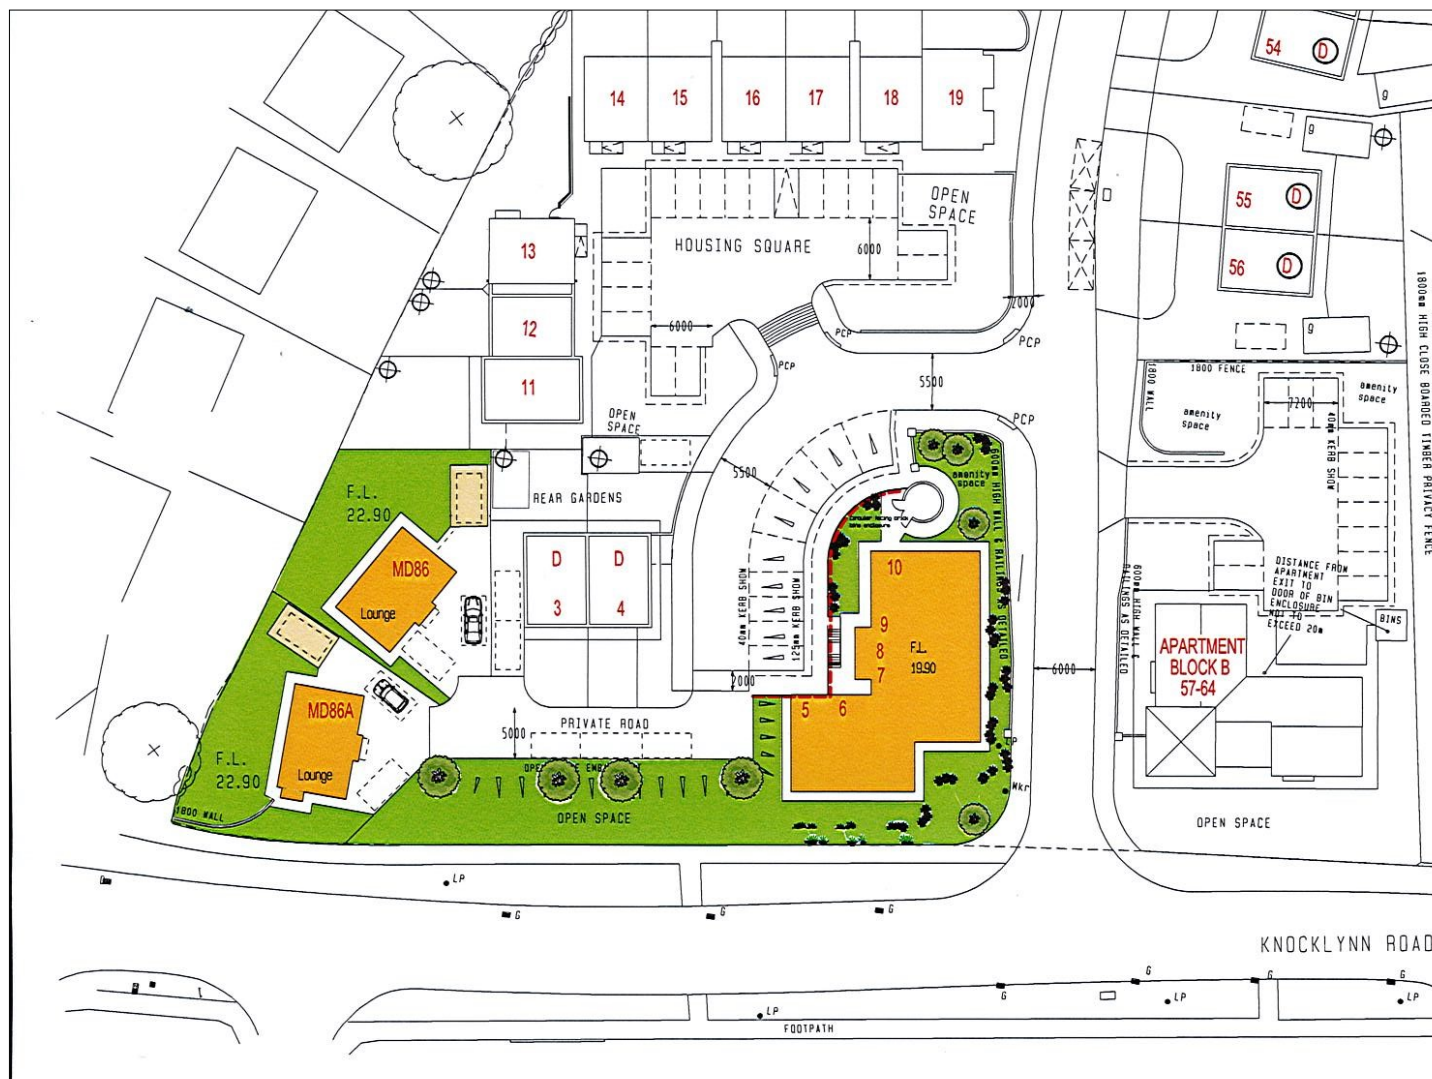 54
D
g
g
14
15
16
17
18
19
OPEN
SPACE
55
D
56
D
HOUSING SQUARE
6000
13
12
11
6000
2000
PCP
PCP
PCP
g
5500
1800 FENCE
1800 WALL
amenity
space
7200
amenity
space
40mm KERB SHOW
1800mm HIGH CLOSE BOARDED TIMBER PRIVACY FENCE
OPEN
SPACE
PCP
5500
REAR GARDENS
amenity
space
600mm HIGH WALL & RAILINGS AS DETAILED
F.L.
22.90
MD86
Lounge
D
D
3
4
40mm KERB SHOW
125mm KERB SHOW
10
9
8
7
F.L.
19.90
5
6
6000
600mm HIGH WALL &
RAILINGS AS DETAILED
DISTANCE FROM
APARTMENT
EXIT TO
DOOR OF BIN
ENCLOSURE
NOT TO
EXCEED 20m
BINS
APARTMENT
BLOCK B
57-64
2000
MD86A
Lounge
F.L.
22.90
1800 WALL
5000
PRIVATE ROAD
OPEN SPACE
Mkr
OPEN SPACE
LP
G
G
G
KNOCKLYNN ROAD
G
G
G
G
LP
LP
LP
FOOTPATH